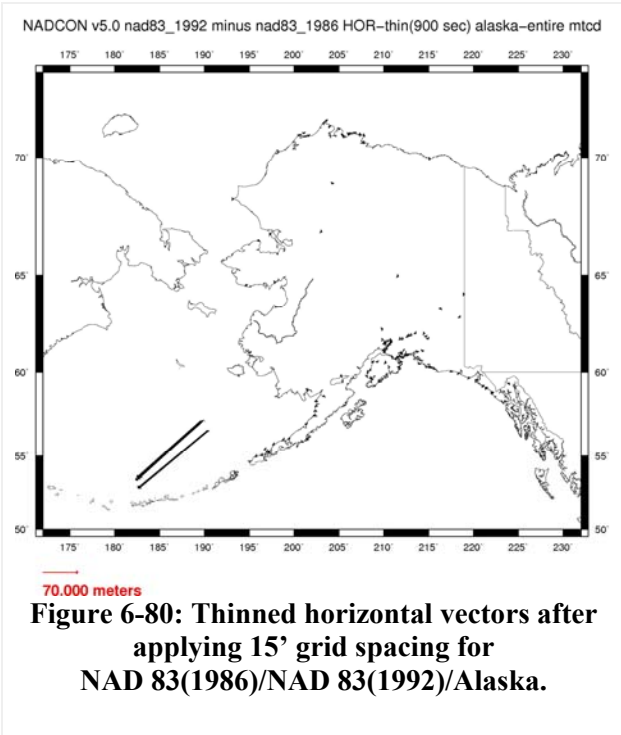 NADCON v5.0 nad83_1992 minus nad83_1986 HOR-thin(900 sec) alaska-entire mtcd
175˚ 180˚ 185˚ 190˚ 195˚ 200˚ 205˚ 210˚ 215˚ 220˚ 225˚ 230˚
70˚ 70˚
65˚ 65˚
60˚ 60˚
55˚ 55˚
50˚ 50˚
175˚ 180˚ 185˚ 190˚ 195˚ 200˚ 205˚ 210˚ 215˚ 220˚ 225˚ 230˚
70.000 meters
Figure 6-80: Thinned horizontal vectors after
applying 15’ grid spacing for
NAD 83(1986)/NAD 83(1992)/Alaska.